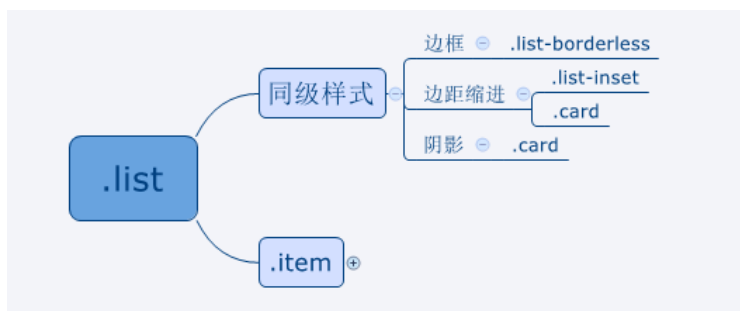 .list
同级样式
边框
.list-borderless
边距缩进
.list-inset
.card
阴影
.card
.item